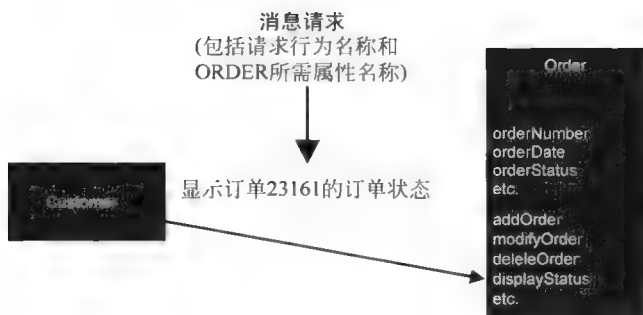 消息请求
(包括请求行为名称和
ORDER所需属性名称)
显示订单23161的订单状态
Customer
Order
orderNumber
orderDate
orderStatus
etc.
addOrder
modifyOrder
deleleOrder
displayStatus
etc.